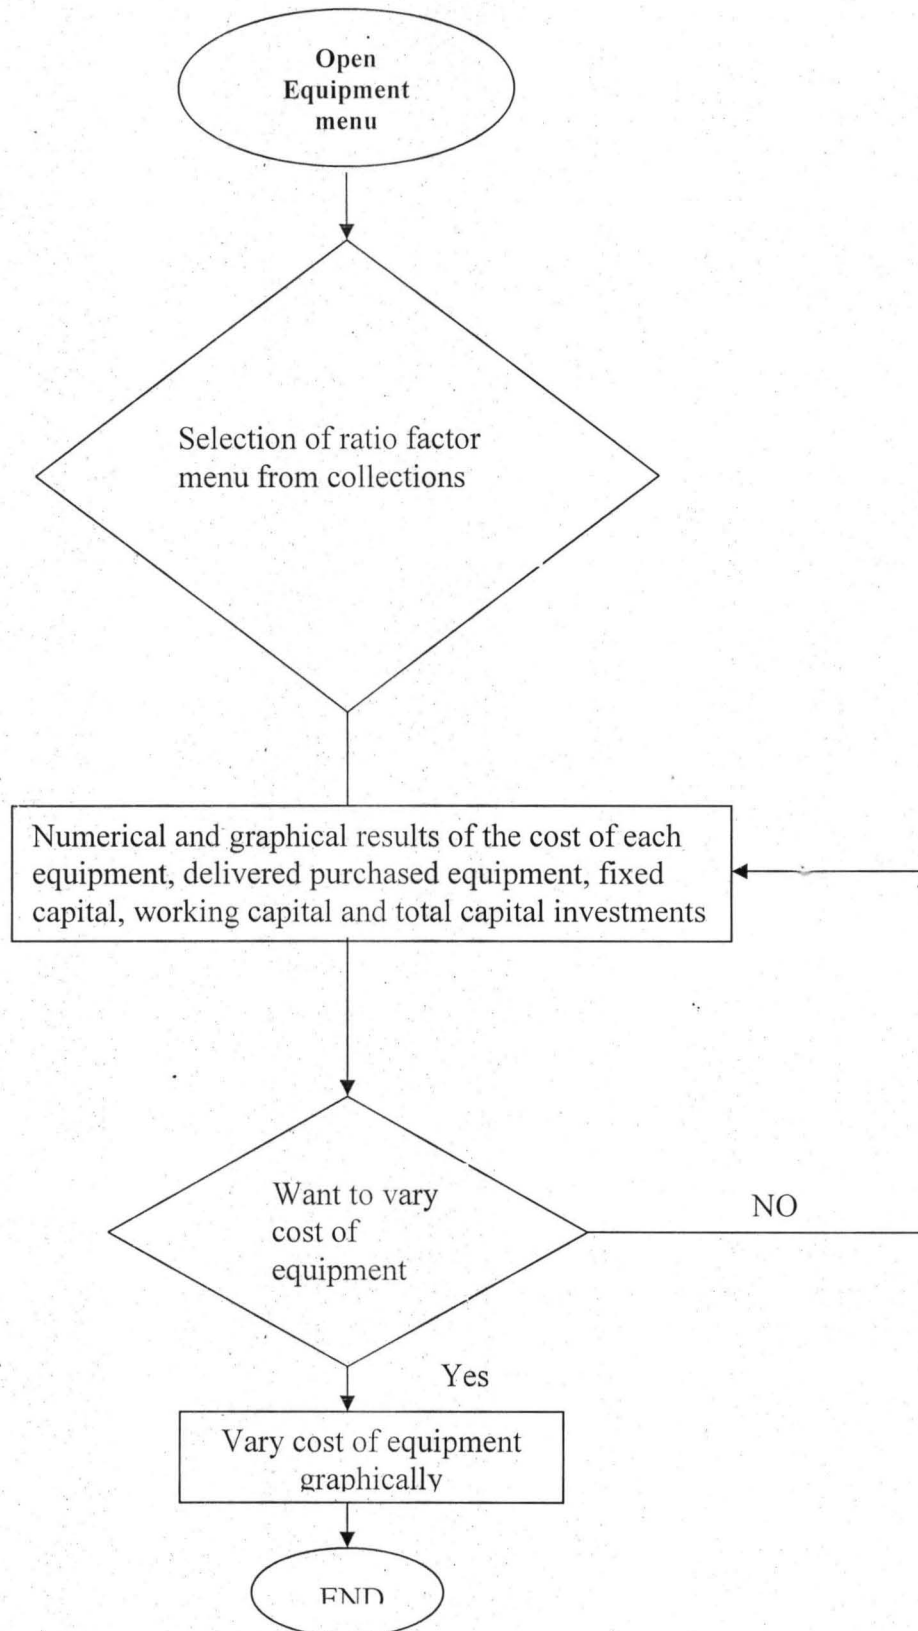 Open
Equipment
menu
Selection of ratio factor
menu from collections
Numerical and graphical results of the cost of each
equipment, delivered purchased equipment, fixed
capital, working capital and total capital investments
Want to vary
cost of
equipment
NO
Yes
Vary cost of equipment
graphically
END